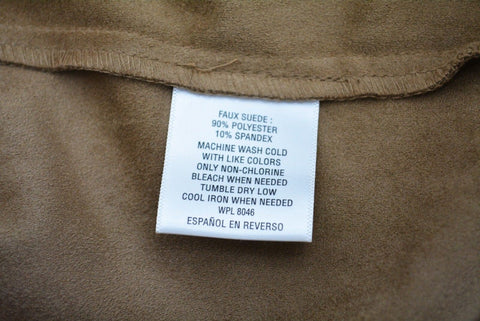 FAUX SUEDE :
90% POLYESTER
10% SPANDEX
MACHINE WASH COLD
WITH LIKE COLORS
ONLY NON-CHLORINE
BLEACH WHEN NEEDED
TUMBLE DRY LOW
COOL IRON WHEN NEEDED
WPL 8046
ESPAÑOL EN REVERSO